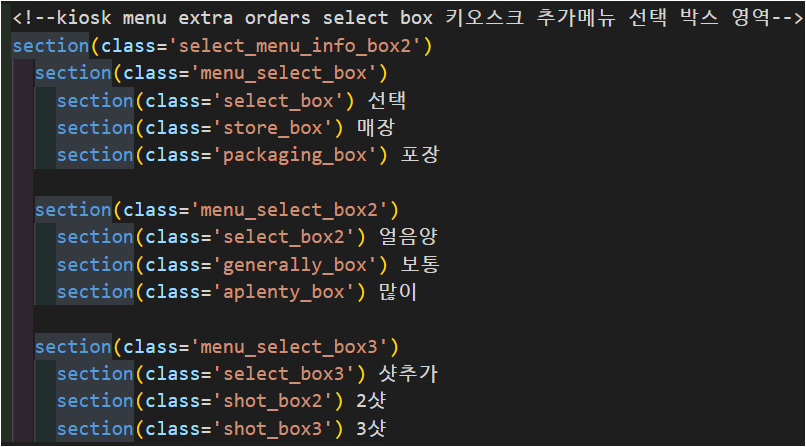 <!--kiosk menu extra orders select box 키오스크 추가메뉴 선택 박스 영역-->
section(class='select_menu_info_box2')
section(class='menu_select_box')
section(class='select_box') 선택
section(class='store_box') 매장
section(class='packaging_box') 포장
section(class='menu_select_box2')
section(class='select_box2') 얼음양
section(class='generally_box') 보통
section(class='aplenty_box') 많이
section(class='menu_select_box3')
section(class='select_box3') 샷추가
section(class='shot_box2') 2샷
section(class='shot_box3') 3샷